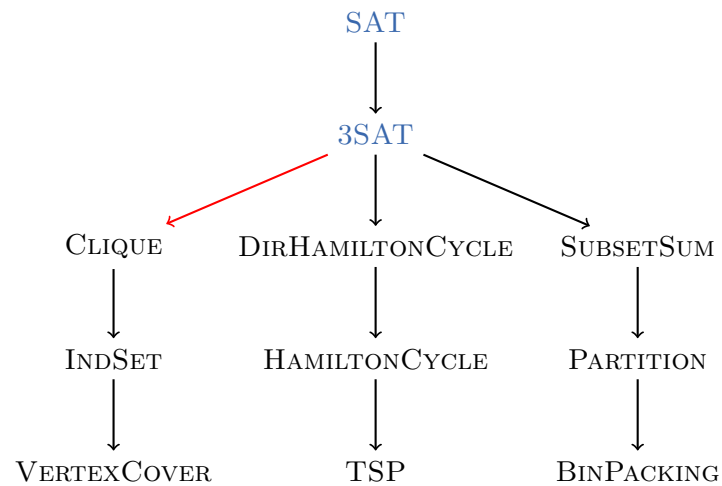 SAT
3SAT
CLIQUE DIRHAMILTONCYCLE SUBSETSUM
INDSET HAMILTONCYCLE PARTITION
VERTEXCOVER TSP BINPACKING